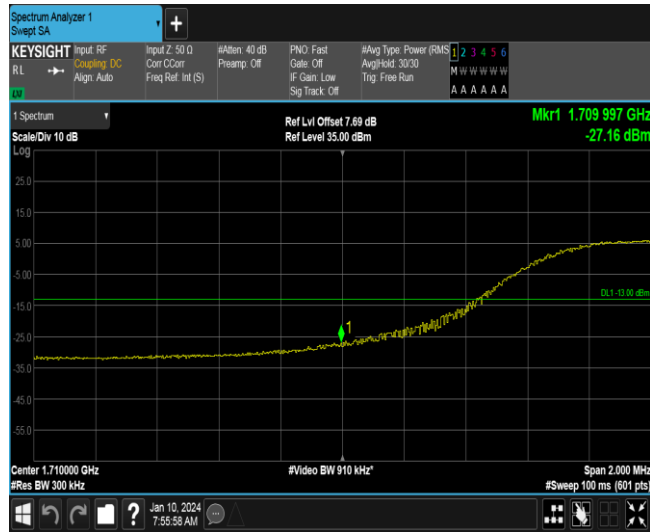 Spectrum Analyzer 1
Swept SA
+
KEYSIGHT
RL
LXI
Input: RF
Coupling: DC
Align: Auto
Input Z: 50 Ω
Corr CCorr
Freq Ref: Int (S)
#Atten: 40 dB
Preamp: Off
PNO: Fast
Gate: Off
IF Gain: Low
Sig Track: Off
#Avg Type: Power (RMS
Avg|Hold: 30/30
Trig: Free Run
1 2 3 4 5 6
M W W W W W
A A A A A A
1 Spectrum
Scale/Div 10 dB
Ref Lvl Offset 7.69 dB
Ref Level 35.00 dBm
Mkr1 1.709 997 GHz
-27.16 dBm
Log
25.0
15.0
5.00
-5.00
DL1 -13.00 dBm
-15.0
1
-25.0
-35.0
-45.0
-55.0
Center 1.710000 GHz
#Video BW 910 kHz*
Span 2.000 MHz
#Res BW 300 kHz
#Sweep 100 ms (601 pts)
?
Jan 10, 2024
7:55:58 AM